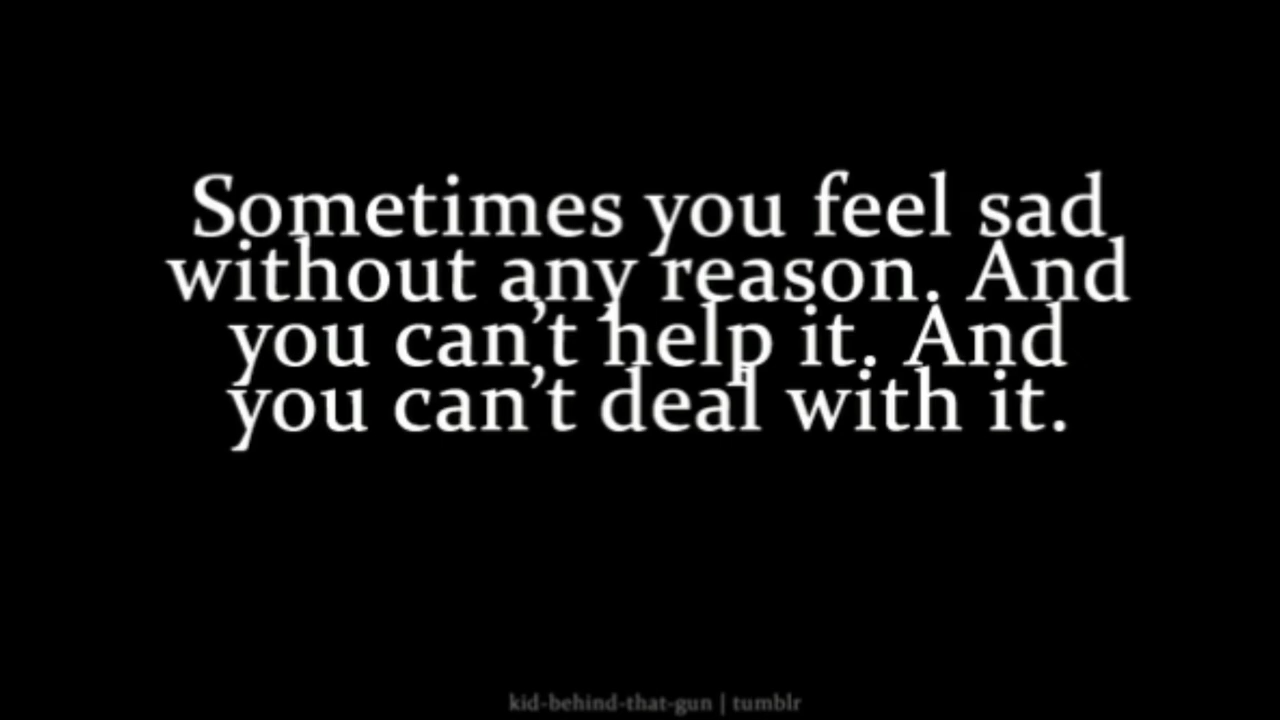 Sometimes you feel sad
without any reason. And
you can't help it. And
you can't deal with it.
kid-behind-that-gun | tumblr